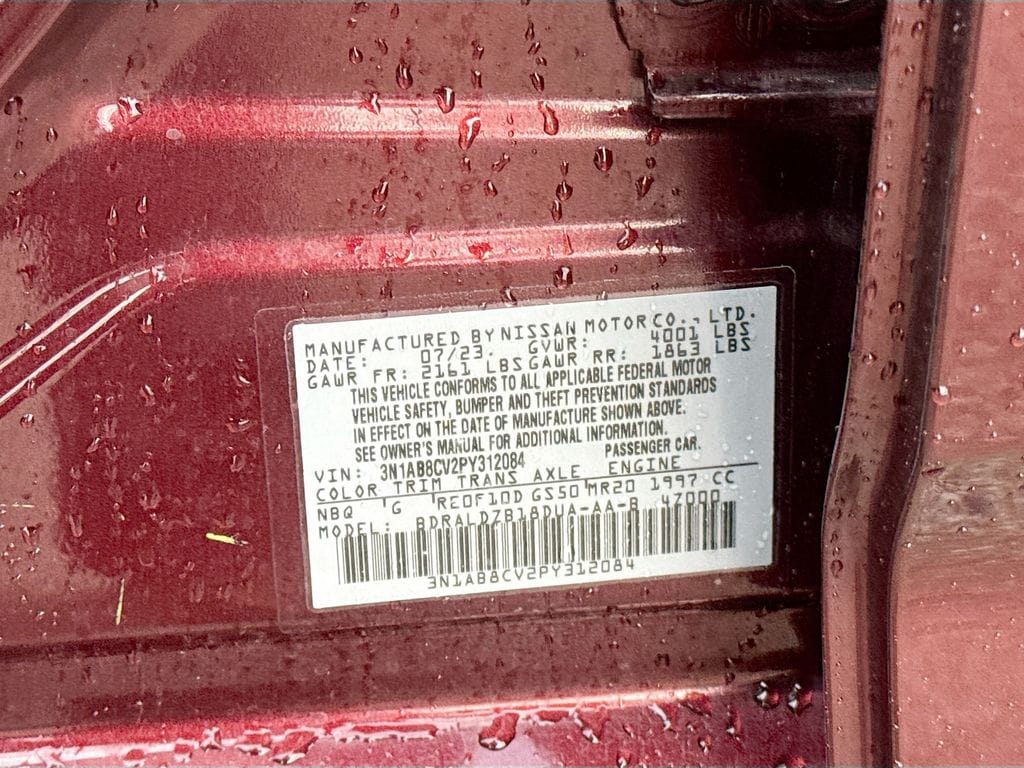 MANUFACTURED BY NISSAN MOTOR CO., LTD.
DATE: 07/23. GVWR: 4001 LBS
GAWR FR: 2161 LBS GAWR RR: 1863 LBS
THIS VEHICLE CONFORMS TO ALL APPLICABLE FEDERAL MOTOR
VEHICLE SAFETY, BUMPER AND THEFT PREVENTION STANDARDS
IN EFFECT ON THE DATE OF MANUFACTURE SHOWN ABOVE.
SEE OWNER'S MANUAL FOR ADDITIONAL INFORMATION.
VIN: 3N1AB8CV2PY312084 PASSENGER CAR.
COLOR TRIM TRANS AXLE ENGINE
NBQ G RE0F10D GS50 MR20 1997 CC
MODEL: BDRALDZB18DUA-AA-B 47000
3N1AB8CV2PY312084